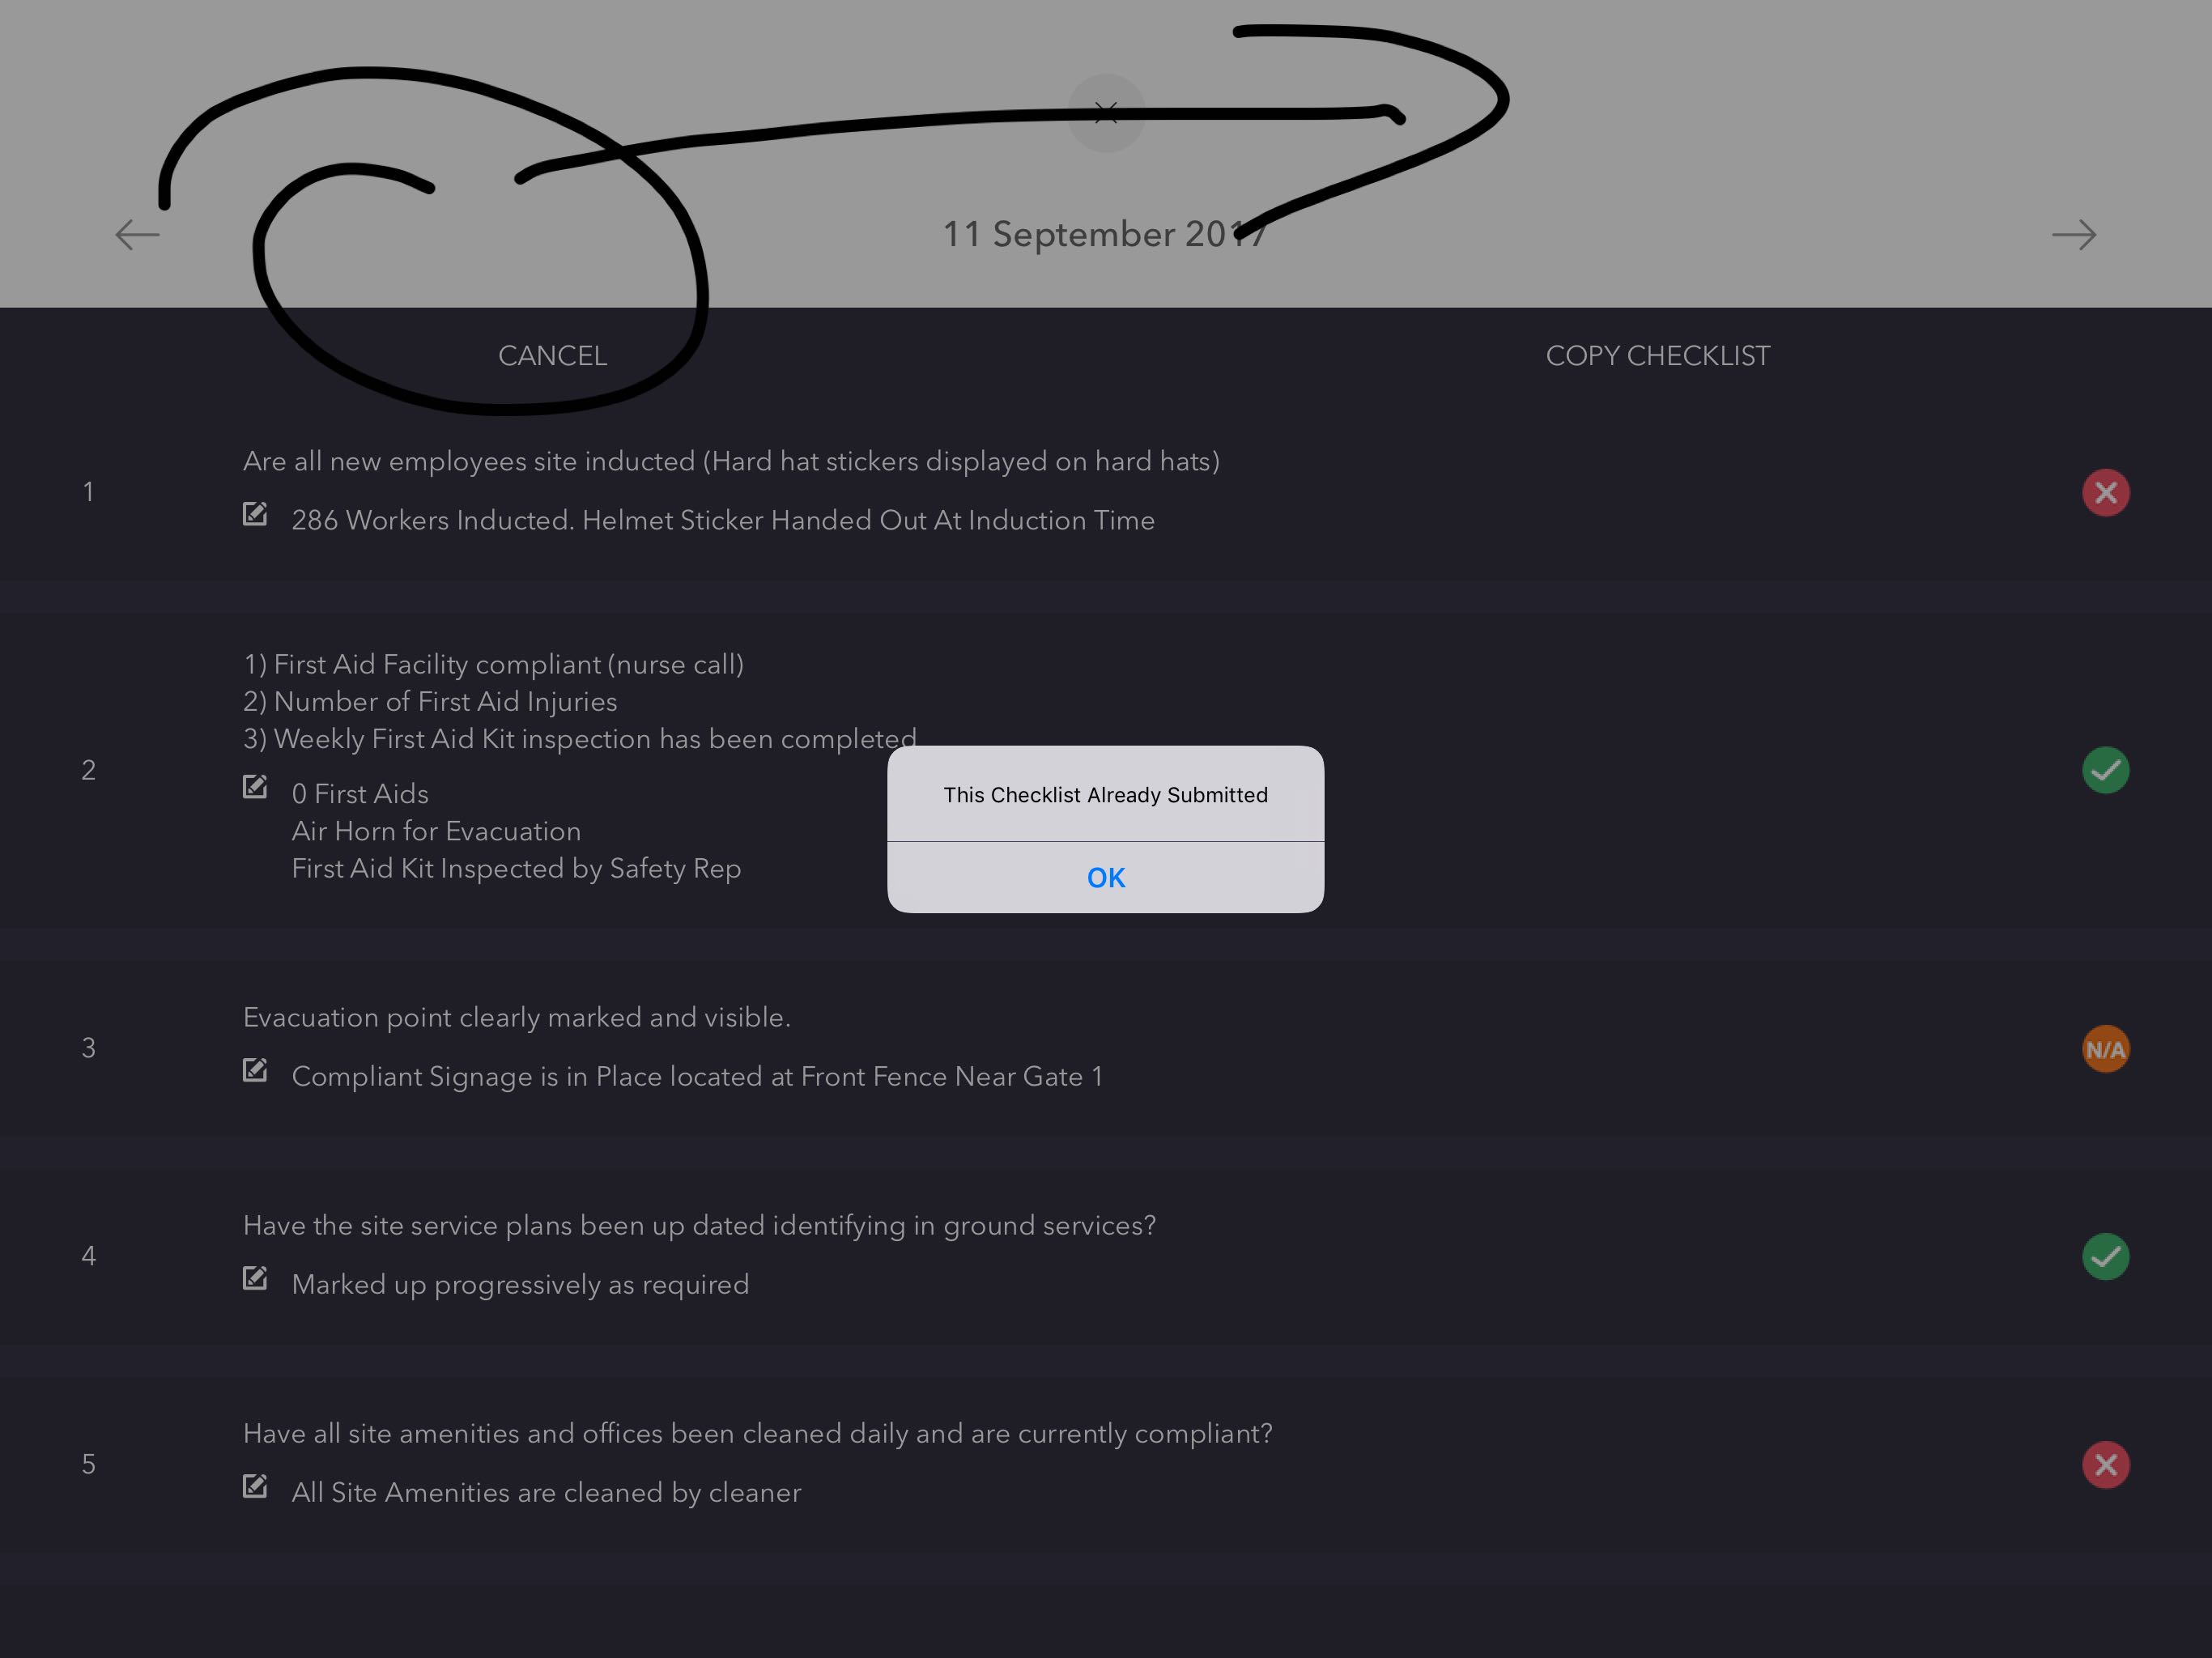 11 September 2017
CANCEL
COPY CHECKLIST
1
Are all new employees site inducted (Hard hat stickers displayed on hard hats)
286 Workers Inducted. Helmet Sticker Handed Out At Induction Time
2
1) First Aid Facility compliant (nurse call)
2) Number of First Aid Injuries
3) Weekly First Aid Kit inspection has been completed
0 First Aids
Air Horn for Evacuation
First Aid Kit Inspected by Safety Rep
This Checklist Already Submitted
OK
3
Evacuation point clearly marked and visible.
Compliant Signage is in Place located at Front Fence Near Gate 1
N/A
4
Have the site service plans been up dated identifying in ground services?
Marked up progressively as required
5
Have all site amenities and offices been cleaned daily and are currently compliant?
All Site Amenities are cleaned by cleaner